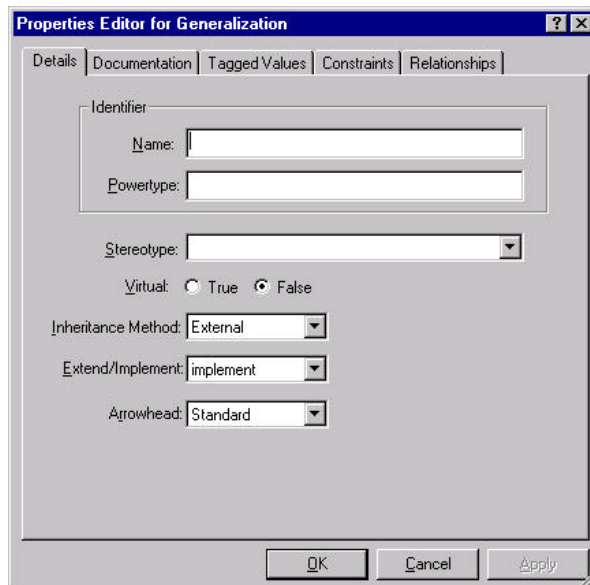 Properties Editor for Generalization
Details Documentation Tagged Values Constraints Relationships
Identifier
Name:
Powertype:
Stereotype:
Virtual: True False
Inheritance Method: External
Extend/Implement: implement
Arrowhead: Standard
OK Cancel Apply